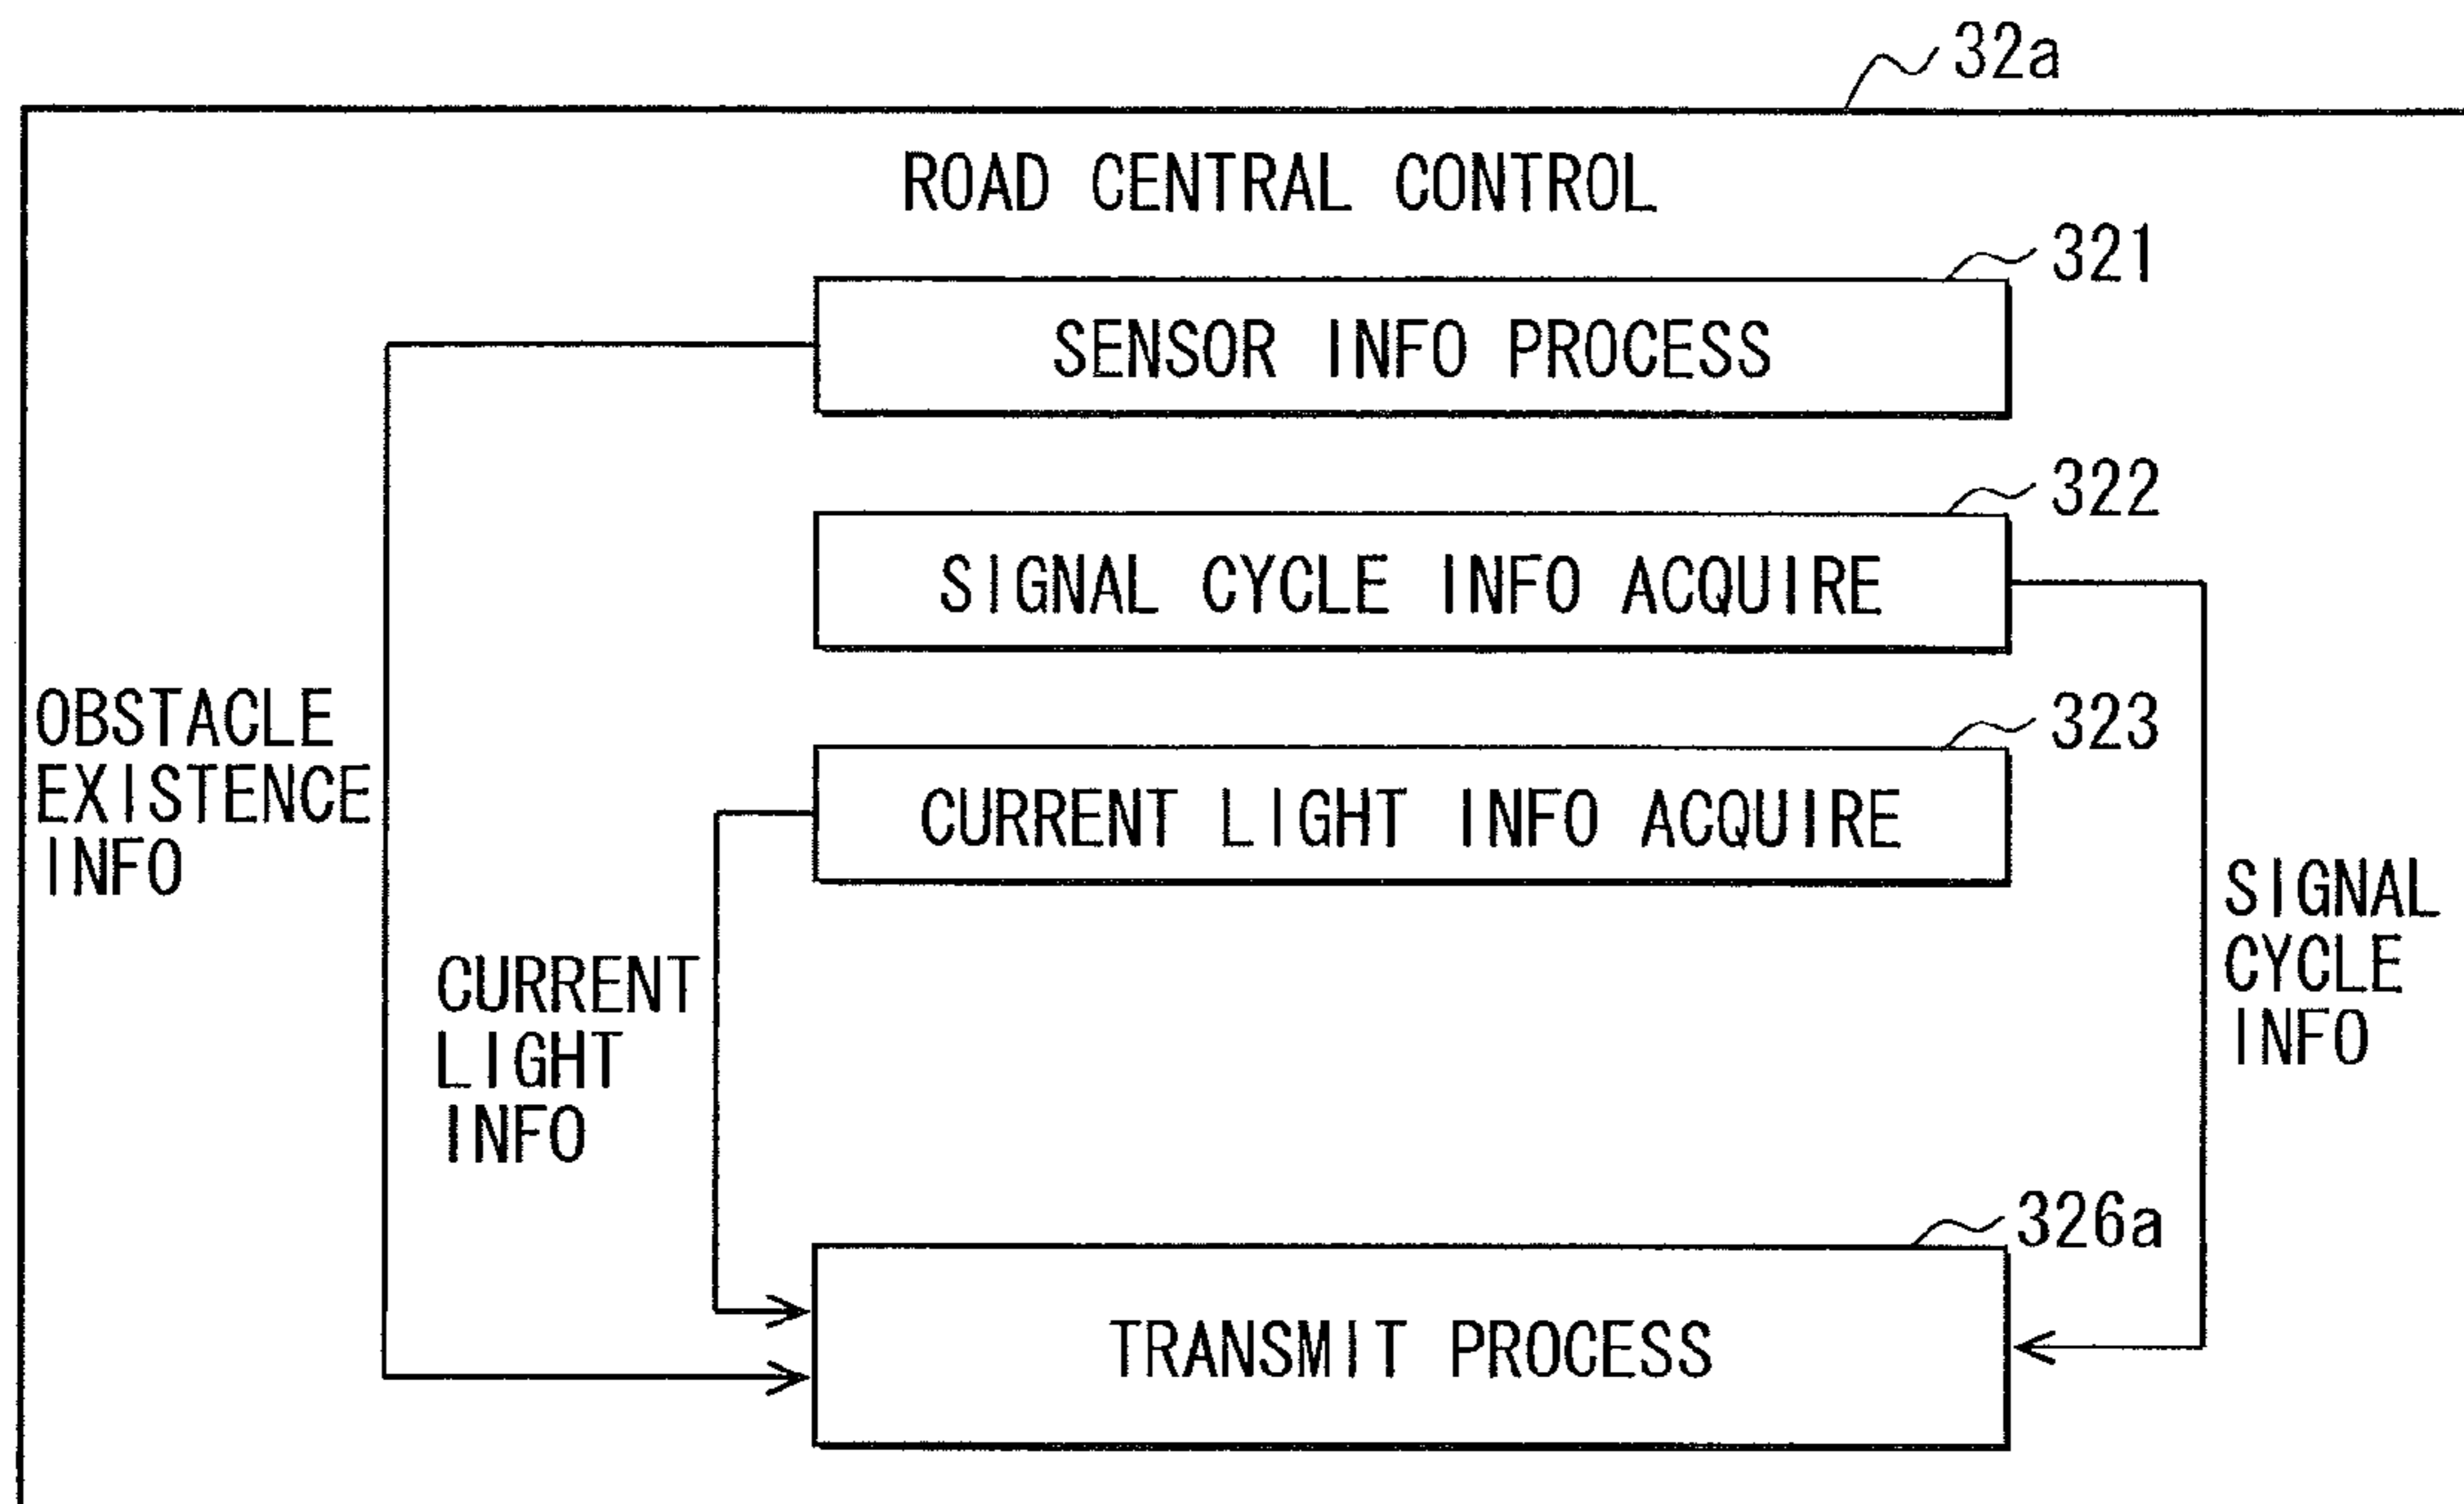 32a
ROAD CENTRAL CONTROL
321
SENSOR INFO PROCESS
322
SIGNAL CYCLE INFO ACQUIRE
OBSTACLE
EXISTENCE
INFO
323
CURRENT LIGHT INFO ACQUIRE
SIGNAL
CYCLE
INFO
CURRENT
LIGHT
INFO
326a
TRANSMIT PROCESS